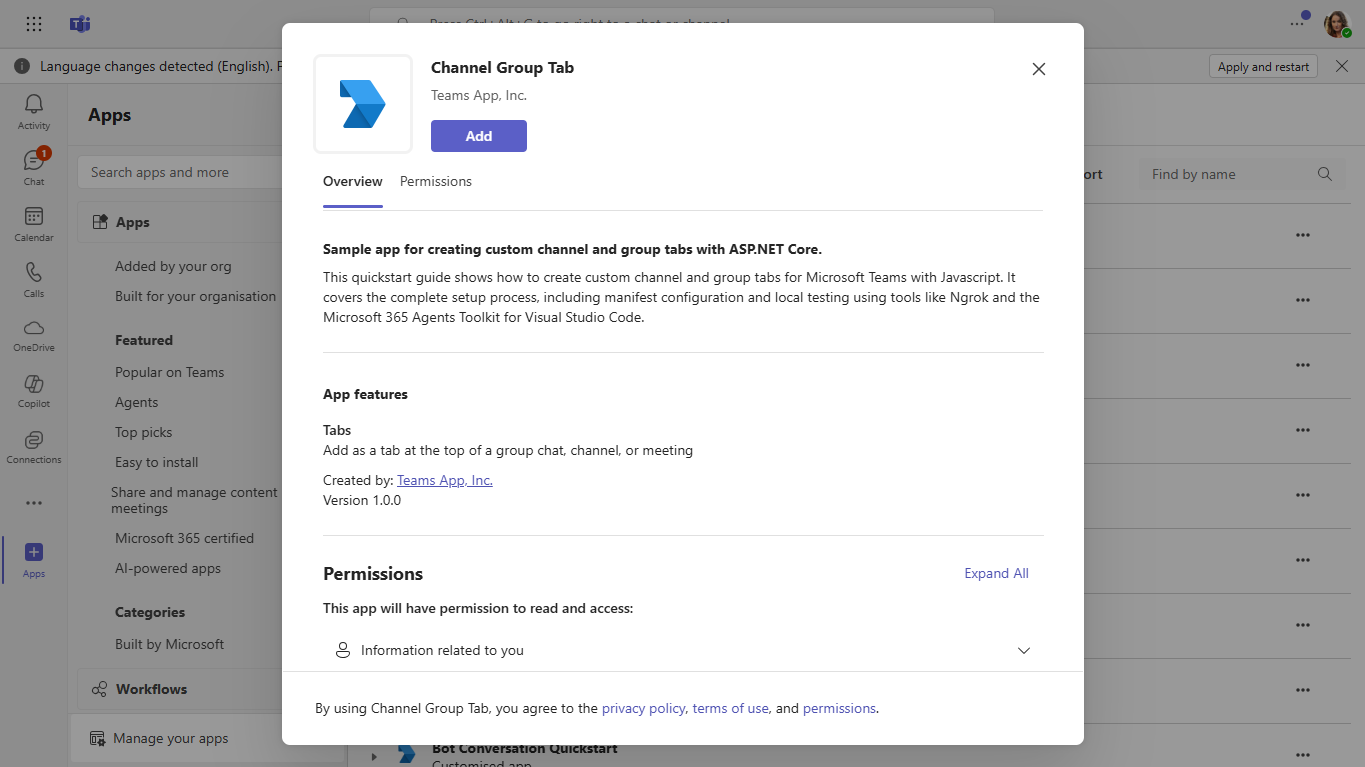 Press Ctrl+Alt+G to go right to a chat or channel
Language changes detected (English).
Apply and restart
Activity
Chat
1
Calendar
Calls
OneDrive
Copilot
Connections
Apps
Apps
Search apps and more
Apps
Added by your org
Built for your organisation
Featured
Popular on Teams
Agents
Top picks
Easy to install
Share and manage content
meetings
Microsoft 365 certified
AI-powered apps
Categories
Built by Microsoft
Workflows
Manage your apps
Find by name
Channel Group Tab
Teams App, Inc.
Add
Overview Permissions
Sample app for creating custom channel and group tabs with ASP.NET Core.
This quickstart guide shows how to create custom channel and group tabs for Microsoft Teams with Javascript. It
covers the complete setup process, including manifest configuration and local testing using tools like Ngrok and the
Microsoft 365 Agents Toolkit for Visual Studio Code.
App features
Tabs
Add as a tab at the top of a group chat, channel, or meeting
Created by: Teams App, Inc.
Version 1.0.0
Permissions
Expand All
This app will have permission to read and access:
Information related to you
By using Channel Group Tab, you agree to the privacy policy, terms of use, and permissions.
Bot Conversation Quickstart
Customised app